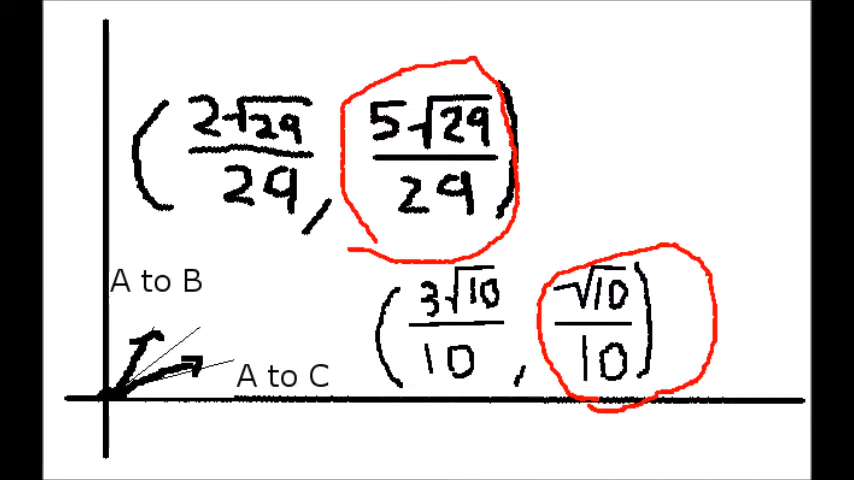 (2√29/29, 5√29/29)
A to B
(3√10/10, √10/10)
A to C